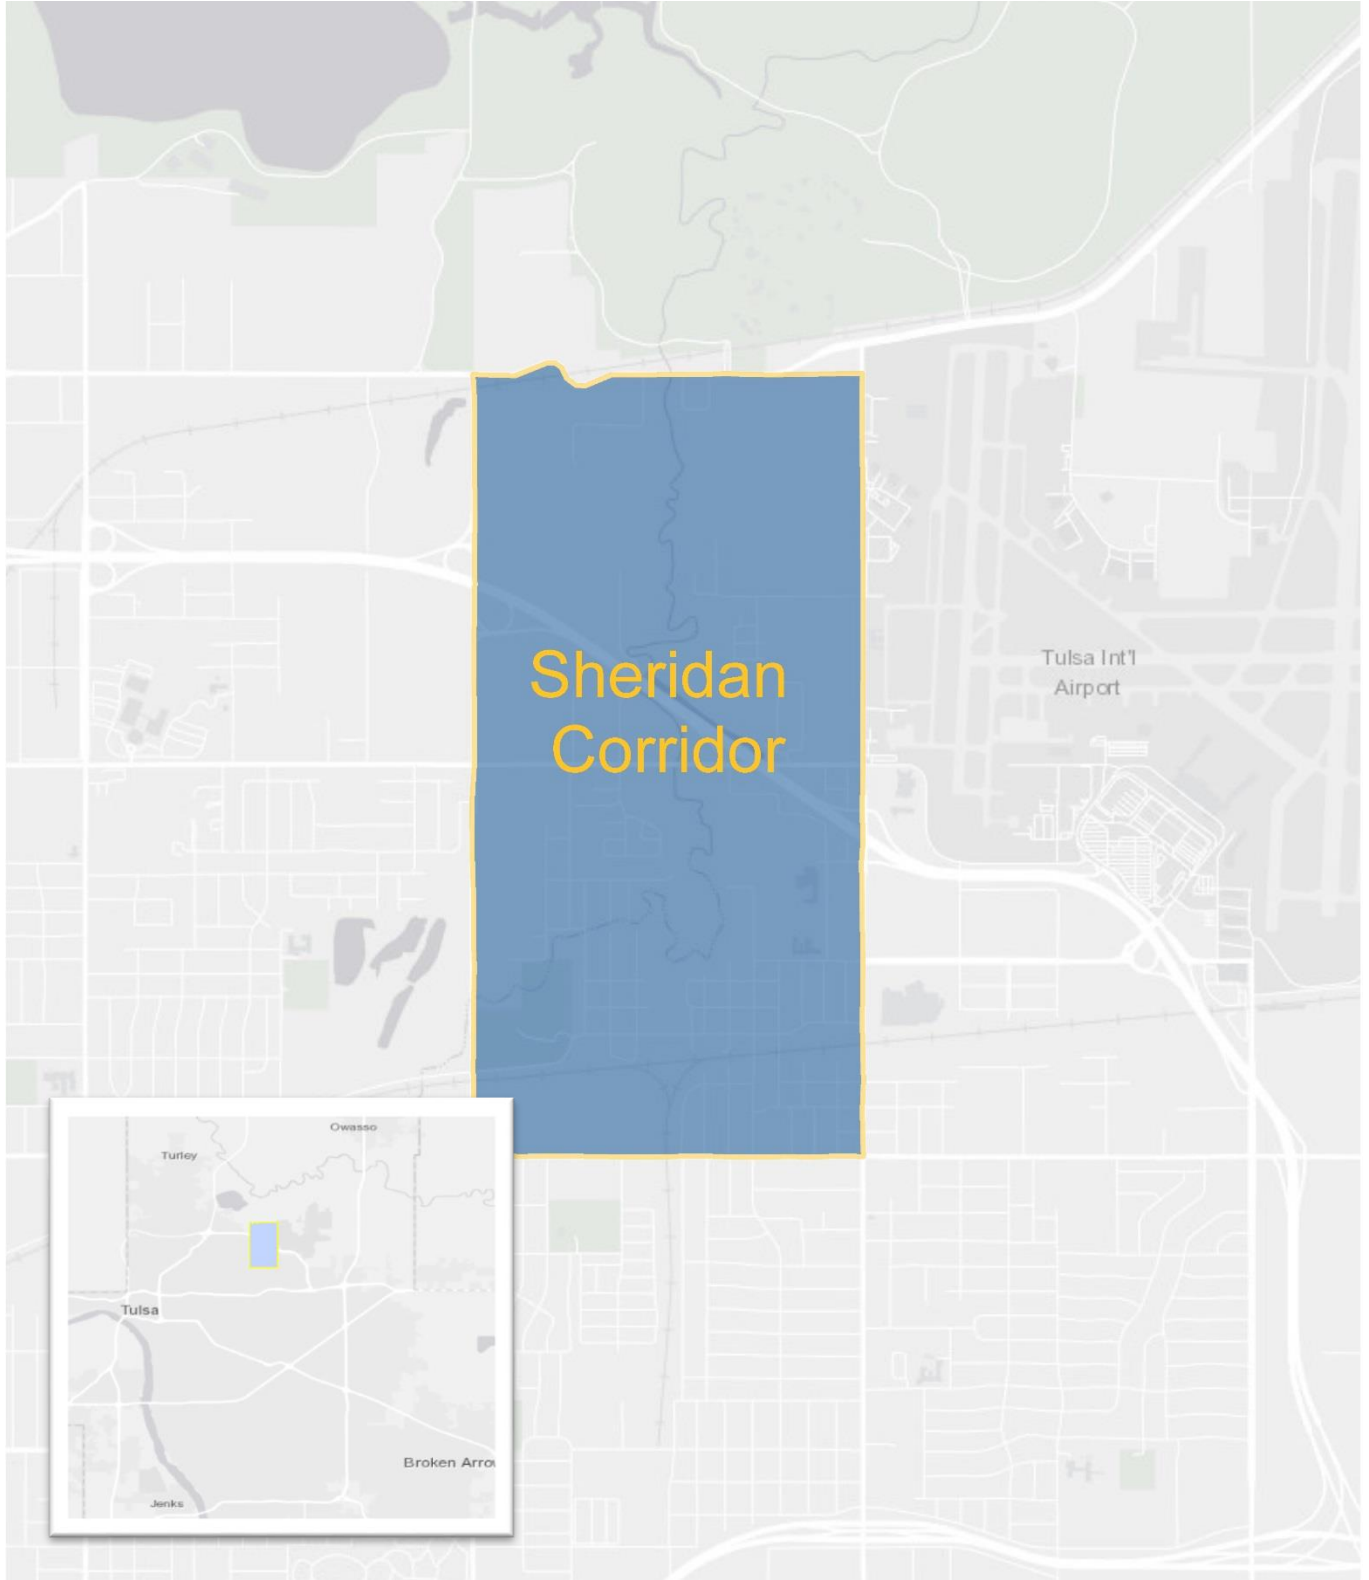 Sheridan
Corridor
Tulsa Int'l
Airport
Owasso
Turley
Tulsa
Broken Arro
Jenks